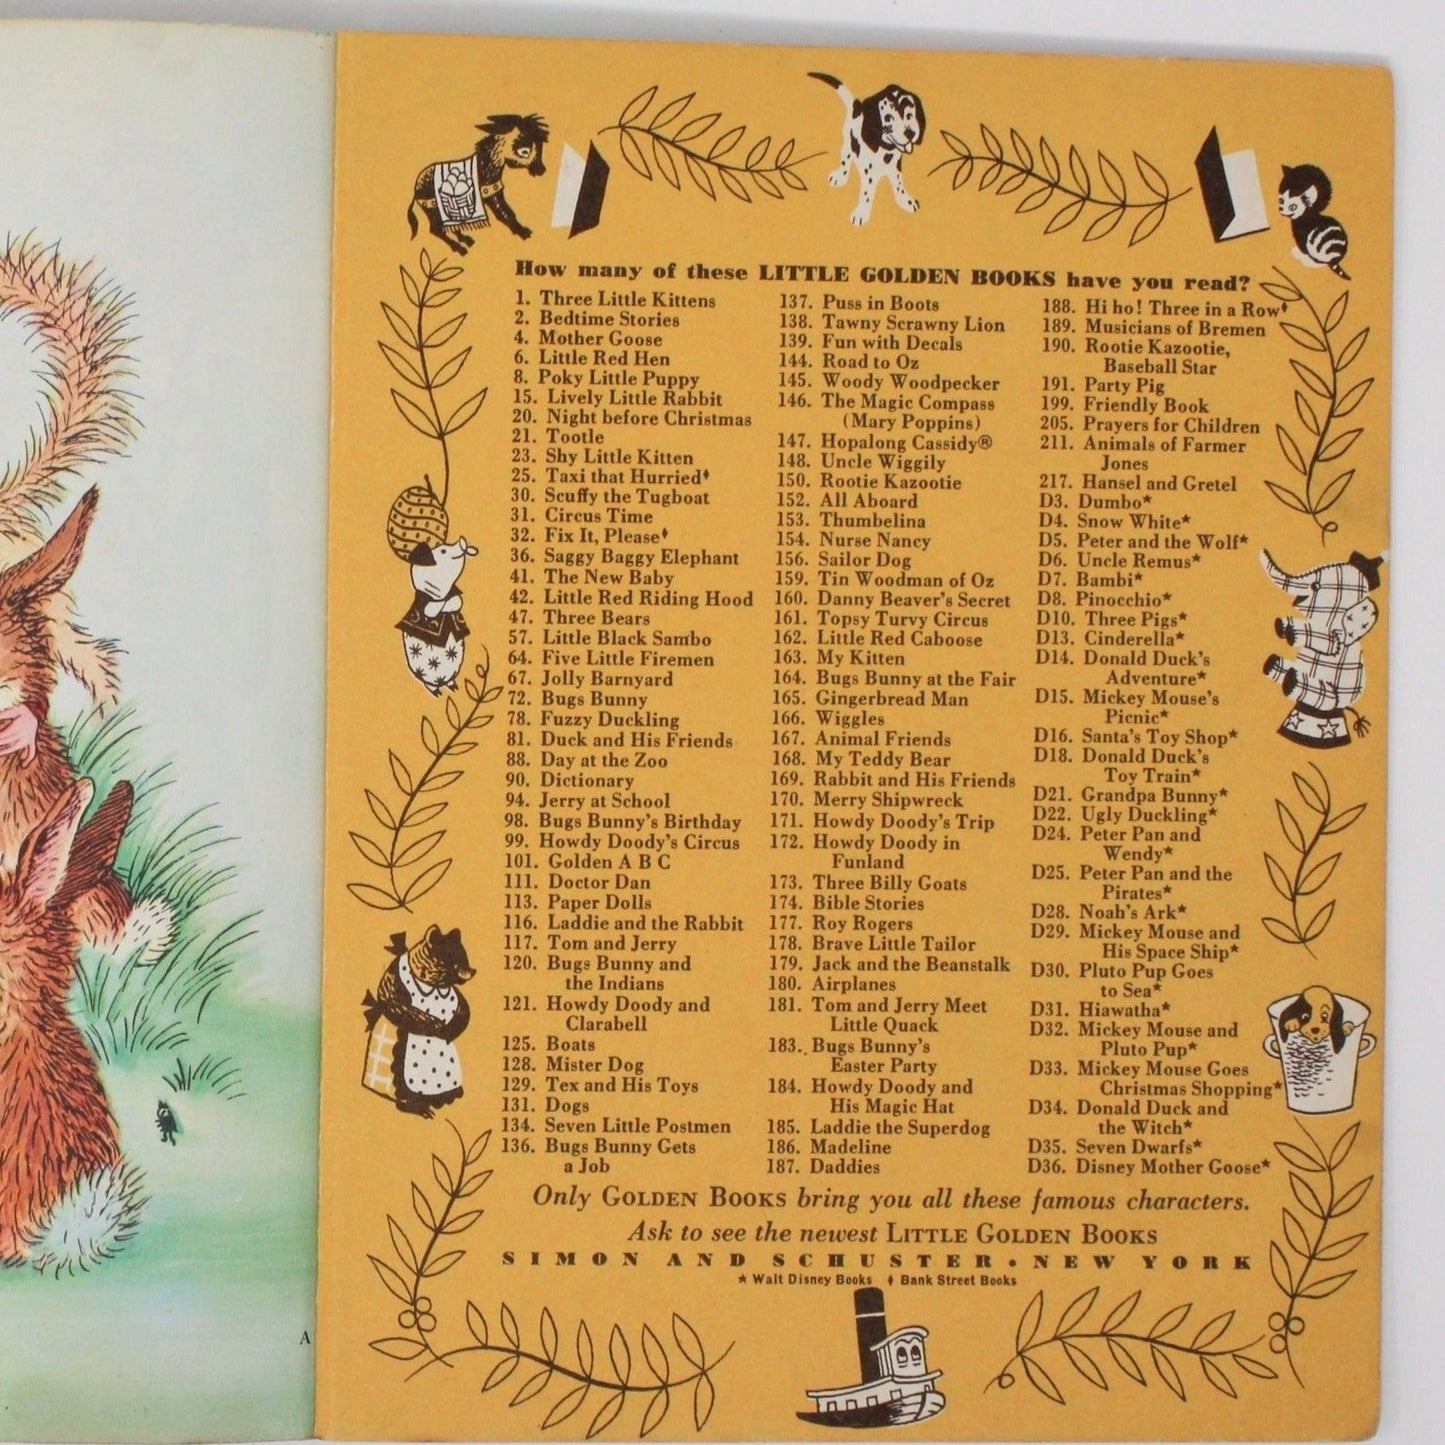 How many of these LITTLE GOLDEN BOOKS have you read?
1. Three Little Kittens
2. Bedtime Stories
4. Mother Goose
6. Little Red Hen
8. Poky Little Puppy
15. Lively Little Rabbit
20. Night before Christmas
21. Tootle
23. Shy Little Kitten
25. Taxi that Hurried♦
30. Scuffy the Tugboat
31. Circus Time
32. Fix It, Please♦
36. Saggy Baggy Elephant
41. The New Baby
42. Little Red Riding Hood
47. Three Bears
57. Little Black Sambo
64. Five Little Firemen
67. Jolly Barnyard
72. Bugs Bunny
78. Fuzzy Duckling
81. Duck and His Friends
88. Day at the Zoo
90. Dictionary
94. Jerry at School
98. Bugs Bunny's Birthday
99. Howdy Doody's Circus
101. Golden A B C
111. Doctor Dan
113. Paper Dolls
116. Laddie and the Rabbit
117. Tom and Jerry
120. Bugs Bunny and
the Indians
121. Howdy Doody and
Clarabell
125. Boats
128. Mister Dog
129. Tex and His Toys
131. Dogs
134. Seven Little Postmen
136. Bugs Bunny Gets
a Job
137. Puss in Boots
138. Tawny Scrawny Lion
139. Fun with Decals
144. Road to Oz
145. Woody Woodpecker
146. The Magic Compass
(Mary Poppins)
147. Hopalong Cassidy®
148. Uncle Wiggily
150. Rootie Kazootie
152. All Aboard
153. Thumbelina
154. Nurse Nancy
156. Sailor Dog
159. Tin Woodman of Oz
160. Danny Beaver's Secret
161. Topsy Turvy Circus
162. Little Red Caboose
163. My Kitten
164. Bugs Bunny at the Fair
165. Gingerbread Man
166. Wiggles
167. Animal Friends
168. My Teddy Bear
169. Rabbit and His Friends
170. Merry Shipwreck
171. Howdy Doody's Trip
172. Howdy Doody in
Funland
173. Three Billy Goats
174. Bible Stories
177. Roy Rogers
178. Brave Little Tailor
179. Jack and the Beanstalk
180. Airplanes
181. Tom and Jerry Meet
Little Quack
183. Bugs Bunny's
Easter Party
184. Howdy Doody and
His Magic Hat
185. Laddie the Superdog
186. Madeline
187. Daddies
188. Hi ho! Three in a Row♦
189. Musicians of Bremen
190. Rootie Kazootie,
Baseball Star
191. Party Pig
199. Friendly Book
205. Prayers for Children
211. Animals of Farmer
Jones
217. Hansel and Gretel
D3. Dumbo★
D4. Snow White★
D5. Peter and the Wolf★
D6. Uncle Remus★
D7. Bambi★
D8. Pinocchio★
D10. Three Pigs★
D13. Cinderella★
D14. Donald Duck's
Adventure★
D15. Mickey Mouse's
Picnic★
D16. Santa's Toy Shop★
D18. Donald Duck's
Toy Train★
D21. Grandpa Bunny★
D22. Ugly Duckling★
D24. Peter Pan and
Wendy★
D25. Peter Pan and the
Pirates★
D28. Noah's Ark★
D29. Mickey Mouse and
His Space Ship★
D30. Pluto Pup Goes
to Sea★
D31. Hiawatha★
D32. Mickey Mouse and
Pluto Pup★
D33. Mickey Mouse Goes
Christmas Shopping★
D34. Donald Duck and
the Witch★
D35. Seven Dwarfs★
D36. Disney Mother Goose★
Only GOLDEN BOOKS bring you all these famous characters.
Ask to see the newest LITTLE GOLDEN BOOKS
SIMON AND SCHUSTER • NEW YORK
★ Walt Disney Books ♦ Bank Street Books
A